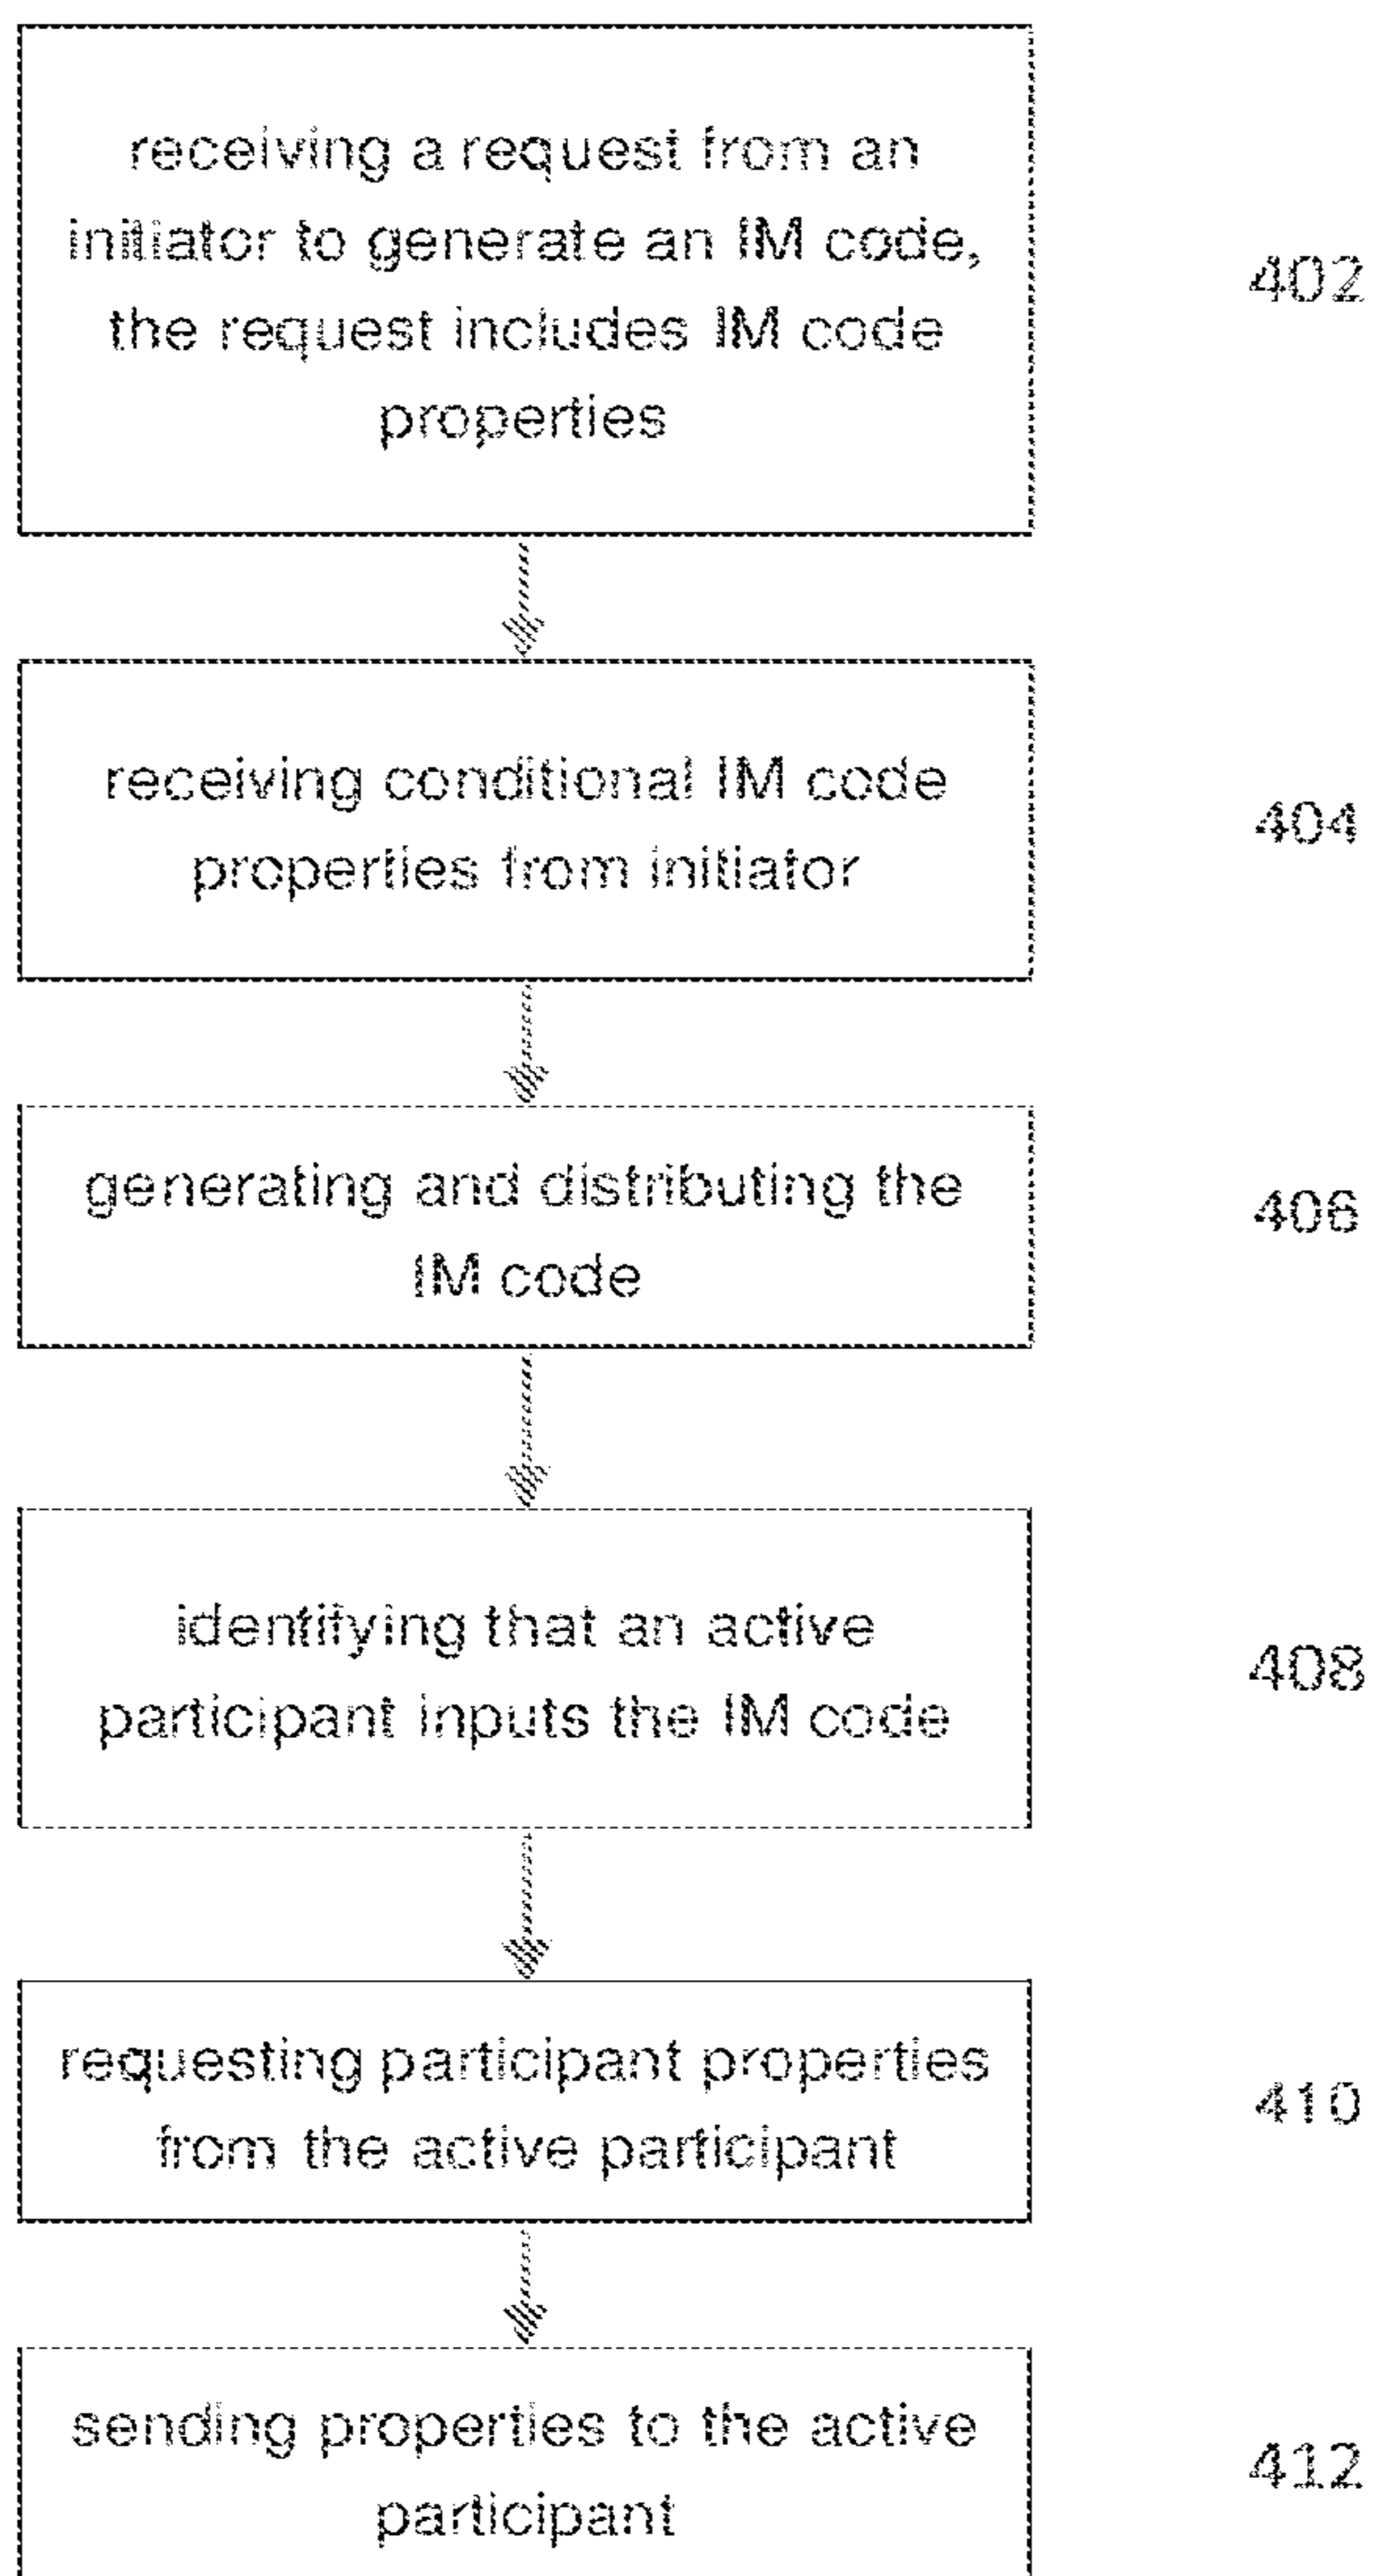 receiving a request from an
initiator to generate an IM code,
the request includes IM code
properties
402
receiving conditional IM code
properties from initiator
404
generating and distributing the
IM code
406
identifying that an active
participant inputs the IM code
408
requesting participant properties
from the active participant
410
sending properties to the active
participant
412